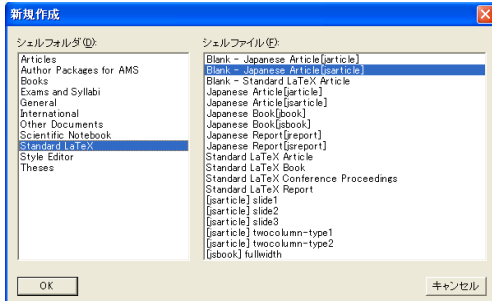 新規作成
シェルフォルダ(D):
Articles
Author Packages for AMS
Books
Exams and Syllabi
General
International
Other Documents
Scientific Notebook
Standard LaTeX
Style Editor
Theses
シェルファイル(F):
Blank - Japanese Article[jarticle]
Blank - Japanese Article[jsarticle]
Blank - Standard LaTeX Article
Japanese Article[jarticle]
Japanese Article[jsarticle]
Japanese Book[jbook]
Japanese Book[jsbook]
Japanese Report[jreport]
Japanese Report[jsreport]
Standard LaTeX Article
Standard LaTeX Book
Standard LaTeX Conference Proceedings
Standard LaTeX Report
[jsarticle] slide1
[jsarticle] slide2
[jsarticle] slide3
[jsarticle] twocolumn-type1
[jsarticle] twocolumn-type2
[jsbook] fullwidth
OK
キャンセル